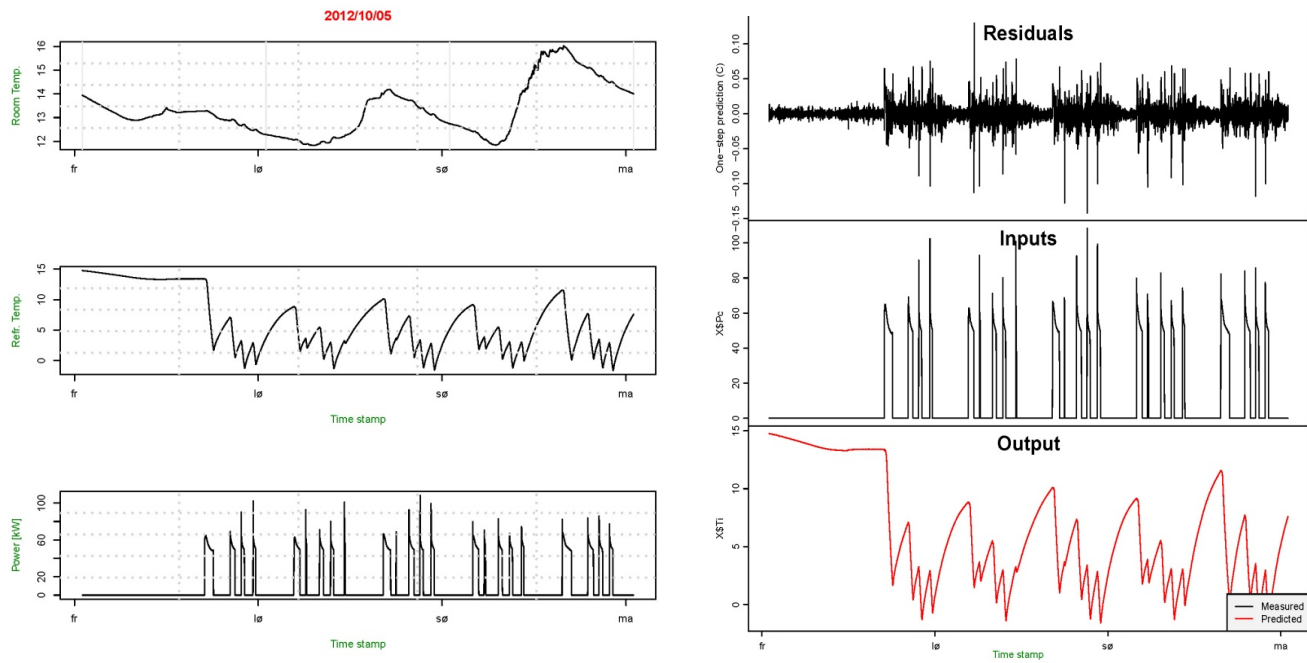 2012/10/05
Room Temp.
16
15
14
13
12
fr
lø
sø
ma
Refr. Temp.
15
10
5
0
fr
lø
sø
ma
Time stamp
Power [kW]
100
60
20
0
fr
lø
sø
ma
Time stamp
Residuals
One-step prediction (C)
0.10
0.05
0.00
−0.05
−0.10
−0.15
Inputs
X$Pc
100
80
60
40
20
0
Output
X$Ti
15
10
5
0
Measured
Predicted
fr
lø
sø
ma
Time stamp